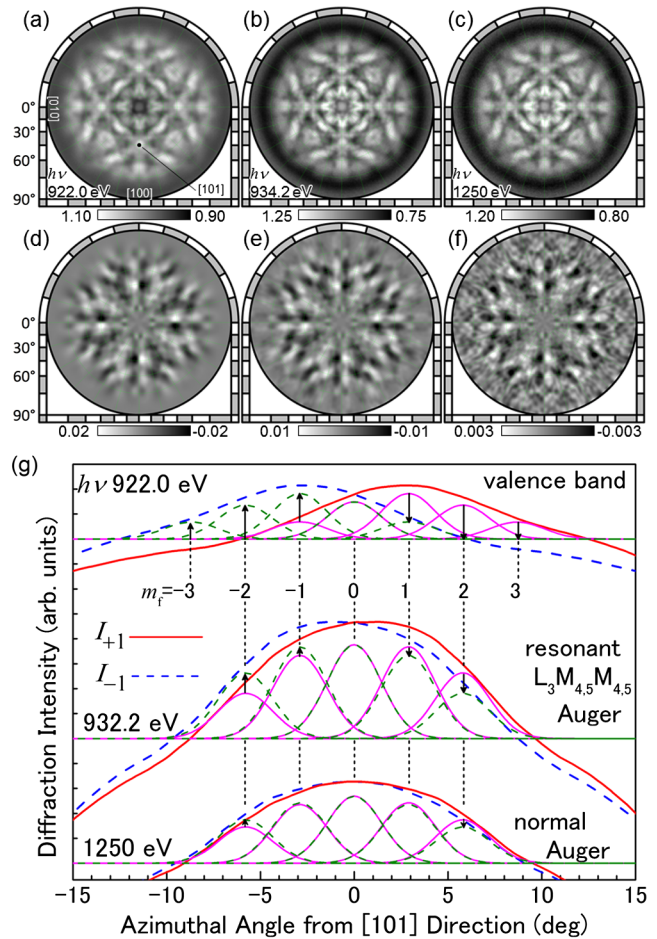 (a) (b) (c)
0°
30°
60°
90°
[010]
[100]
[101]
hν
922.0 eV
hν
934.2 eV
hν
1250 eV
1.10 0.90 1.25 0.75 1.20 0.80
(d) (e) (f)
0°
30°
60°
90°
0.02 -0.02 0.01 -0.01 0.003 -0.003
(g)
hν 922.0 eV
valence band
mf=-3 -2 -1 0 1 2 3
I+1
I-1
resonant
L3M4,5M4,5
Auger
932.2 eV
normal
Auger
1250 eV
Diffraction Intensity (arb. units)
-15 -10 -5 0 5 10 15
Azimuthal Angle from [101] Direction (deg)